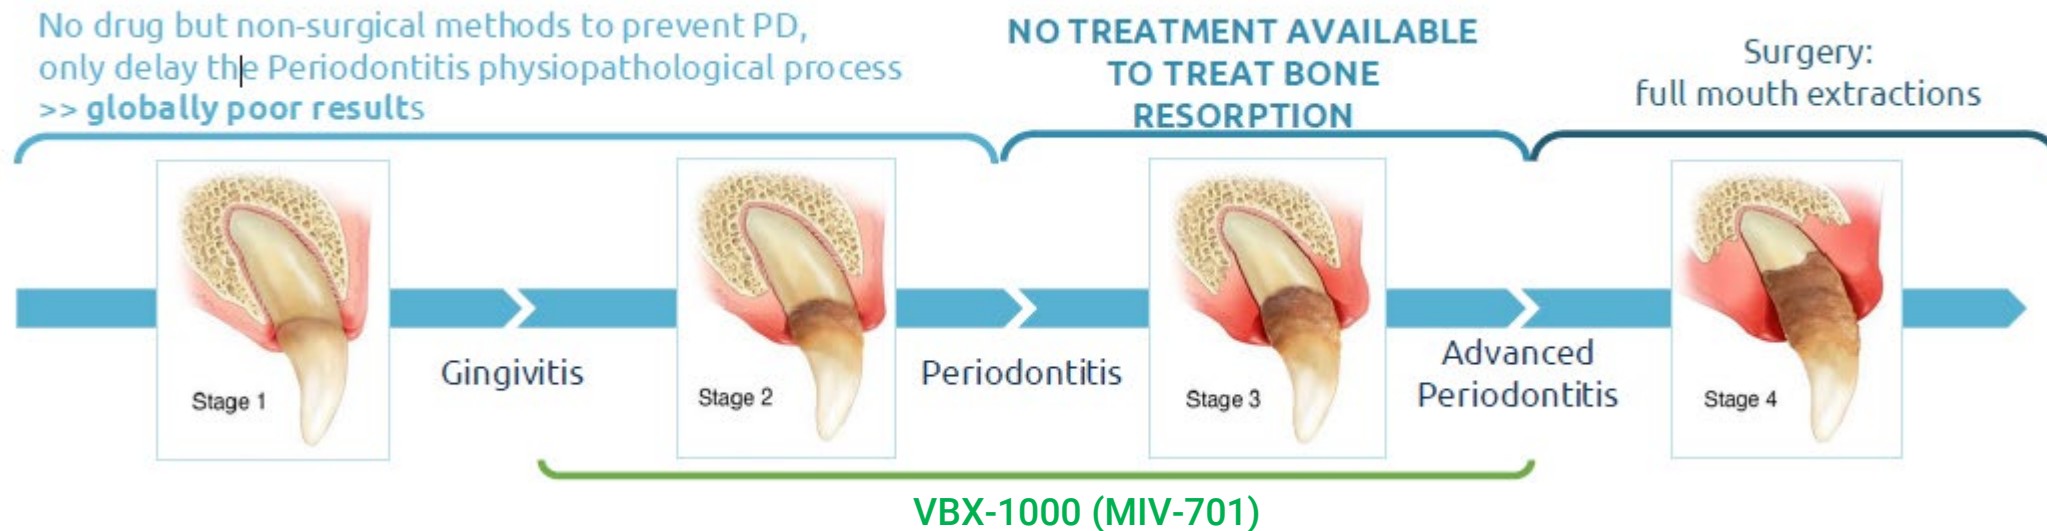 No drug but non-surgical methods to prevent PD,
only delay the Periodontitis physiopathological process
>> globally poor results
NO TREATMENT AVAILABLE
TO TREAT BONE
RESORPTION
Surgery:
full mouth extractions
Stage 1
Gingivitis
Stage 2
Periodontitis
Stage 3
Advanced
Periodontitis
Stage 4
VBX-1000 (MIV-701)